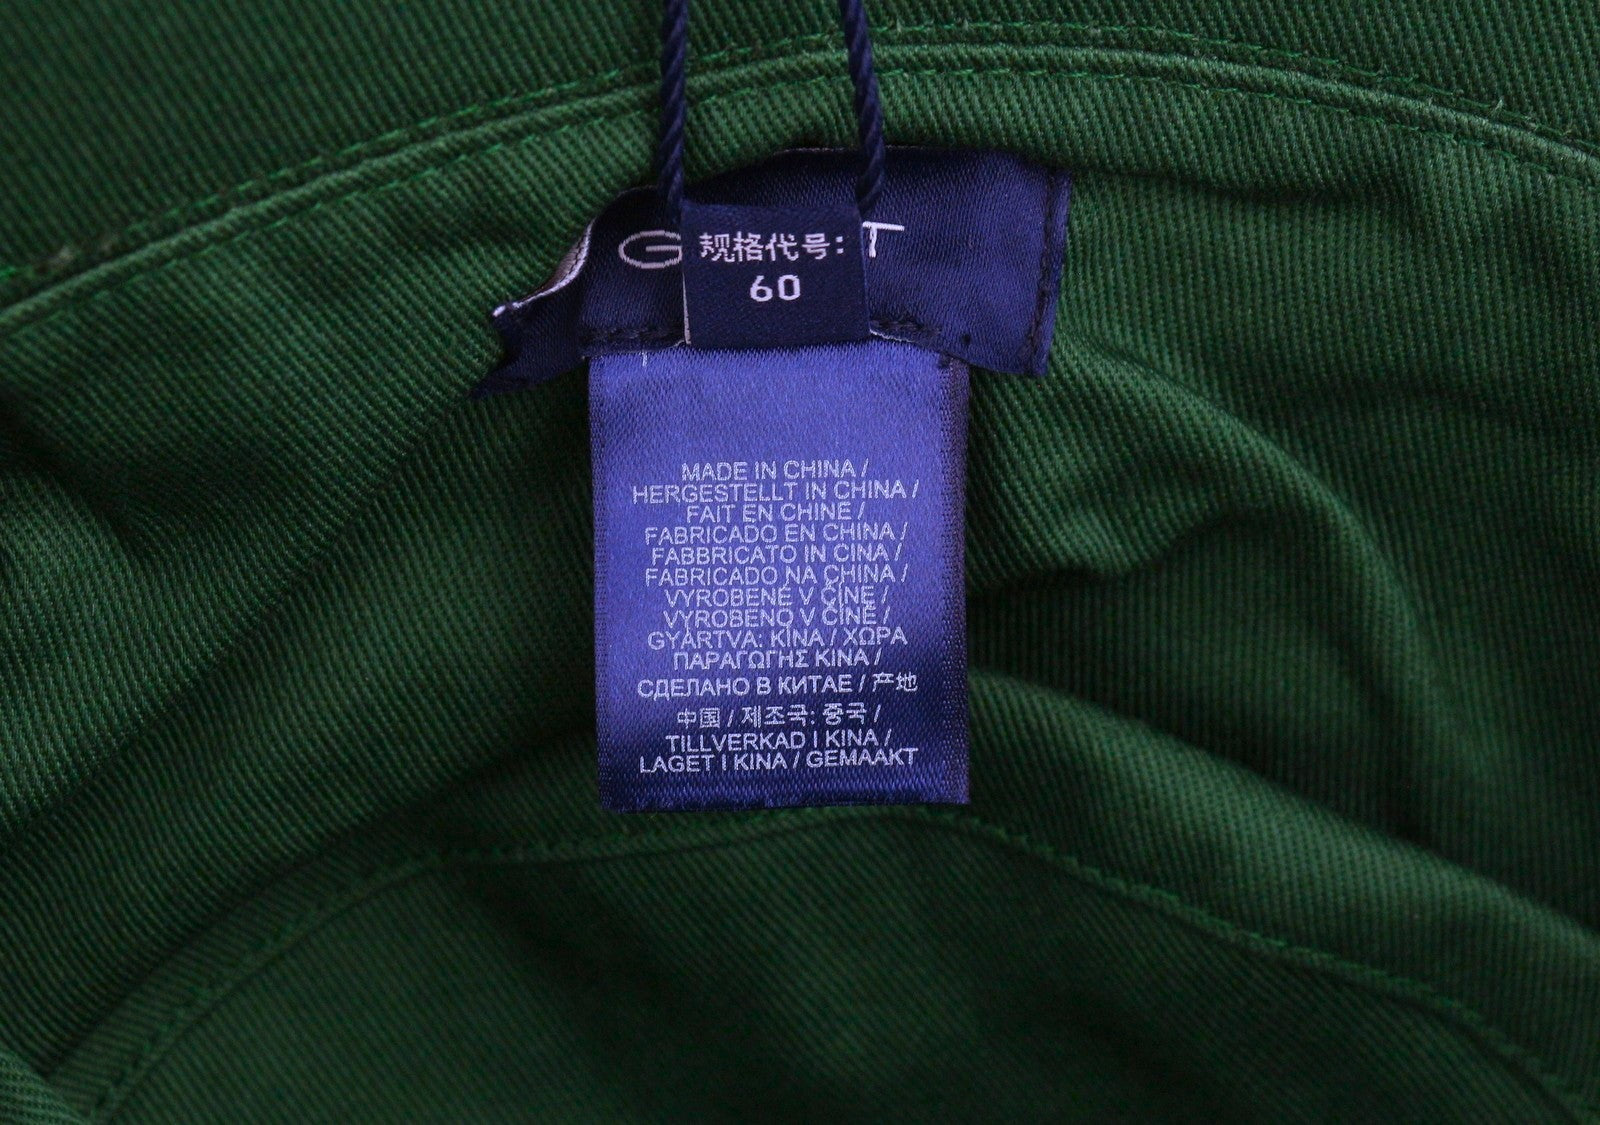 G T
规格代号:
60
MADE IN CHINA /
HERGESTELLT IN CHINA /
FAIT EN CHINE /
FABRICADO EN CHINA /
FABBRICATO IN CINA /
FABRICADO NA CHINA /
VYROBENÉ V ČÍNE /
VYROBENO V ČÍNĚ /
GYÁRTVA: KÍNA / ΧΩΡΑ
ΠΑΡΑΓΩΓΗΣ ΚΙΝΑ /
СДЕЛАНО В КИТАЕ / 产地
中国 / 제조국: 중국 /
TILLVERKAD I KINA /
LAGET I KINA / GEMAAKT